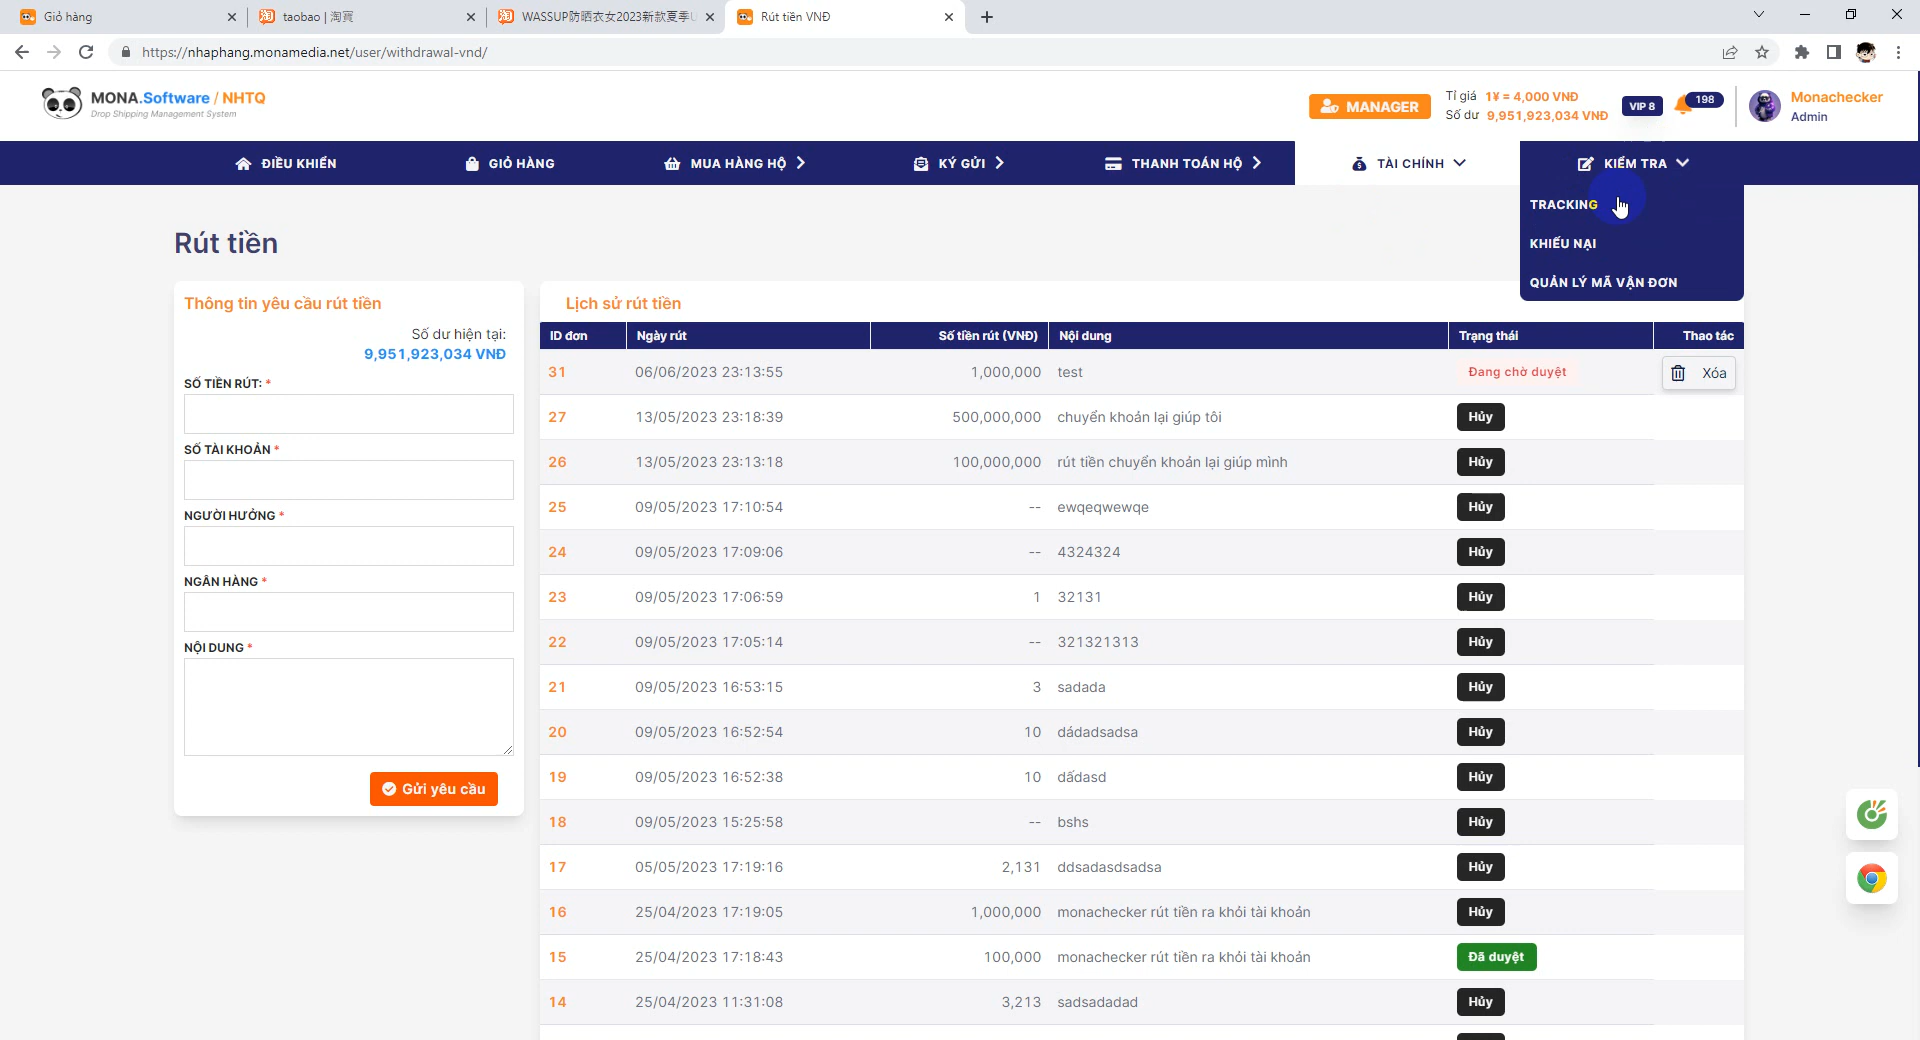 Giỏ hàng
taobao | 淘寶
WASSUP防晒衣女2023新款夏季U
Rút tiền VNĐ
https://nhaphang.monamedia.net/user/withdrawal-vnd/
MONA.Software / NHTQ
Drop Shipping Management System
MANAGER
Tỉ giá 1¥ = 4,000 VNĐ
Số dư 9,951,923,034 VNĐ
VIP 8
198
Monachecker
Admin
ĐIỀU KHIỂN
GIỎ HÀNG
MUA HÀNG HỘ
KÝ GỬI
THANH TOÁN HỘ
TÀI CHÍNH
KIỂM TRA
TRACKING
KHIẾU NẠI
QUẢN LÝ MÃ VẬN ĐƠN
Rút tiền
Thông tin yêu cầu rút tiền
Số dư hiện tại:
9,951,923,034 VNĐ
SỐ TIỀN RÚT: *
SỐ TÀI KHOẢN *
NGƯỜI HƯỞNG *
NGÂN HÀNG *
NỘI DUNG *
Gửi yêu cầu
Lịch sử rút tiền
ID đơn Ngày rút Số tiền rút (VNĐ) Nội dung Trạng thái Thao tác
31 06/06/2023 23:13:55 1,000,000 test Đang chờ duyệt Xóa
27 13/05/2023 23:18:39 500,000,000 chuyển khoản lại giúp tôi Hủy
26 13/05/2023 23:13:18 100,000,000 rút tiền chuyển khoản lại giúp mình Hủy
25 09/05/2023 17:10:54 -- ewqeqwewqe Hủy
24 09/05/2023 17:09:06 -- 4324324 Hủy
23 09/05/2023 17:06:59 1 32131 Hủy
22 09/05/2023 17:05:14 -- 321321313 Hủy
21 09/05/2023 16:53:15 3 sadada Hủy
20 09/05/2023 16:52:54 10 dádadsadsa Hủy
19 09/05/2023 16:52:38 10 dấdasd Hủy
18 09/05/2023 15:25:58 -- bshs Hủy
17 05/05/2023 17:19:16 2,131 ddsadasdsadsa Hủy
16 25/04/2023 17:19:05 1,000,000 monachecker rút tiền ra khỏi tài khoản Hủy
15 25/04/2023 17:18:43 100,000 monachecker rút tiền ra khỏi tài khoản Đã duyệt
14 25/04/2023 11:31:08 3,213 sadsadadad Hủy